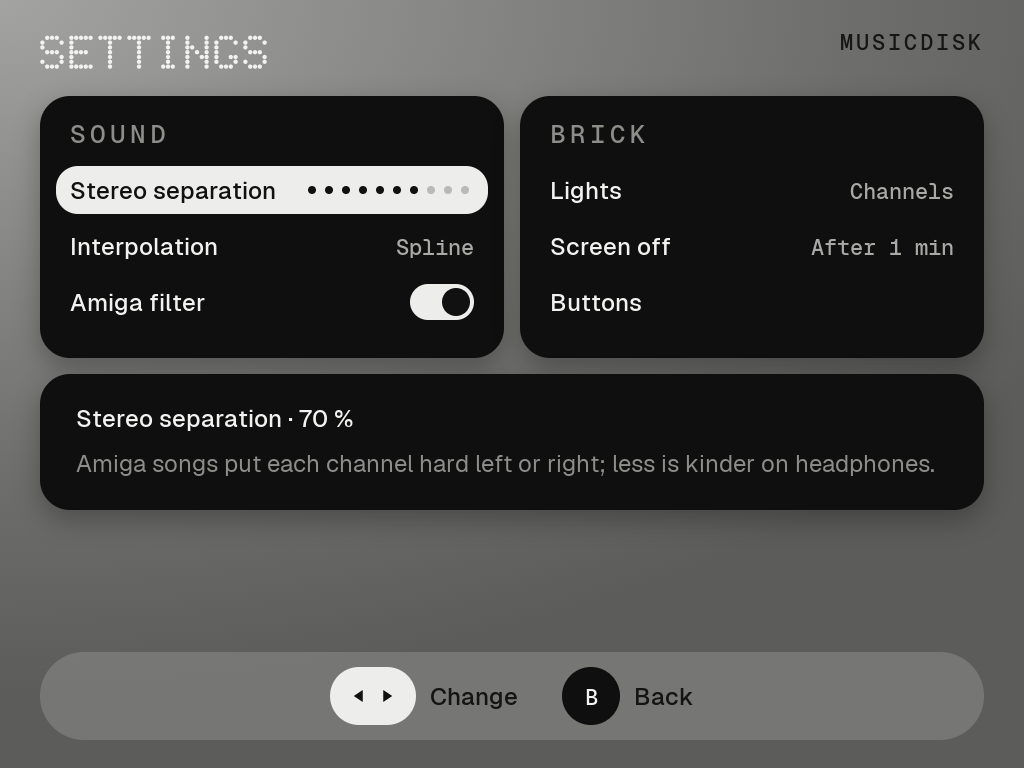 SETTINGS
MUSICDISK
SOUND
Stereo separation
Interpolation Spline
Amiga filter
BRICK
Lights Channels
Screen off After 1 min
Buttons
Stereo separation · 70 %
Amiga songs put each channel hard left or right; less is kinder on headphones.
Change B Back